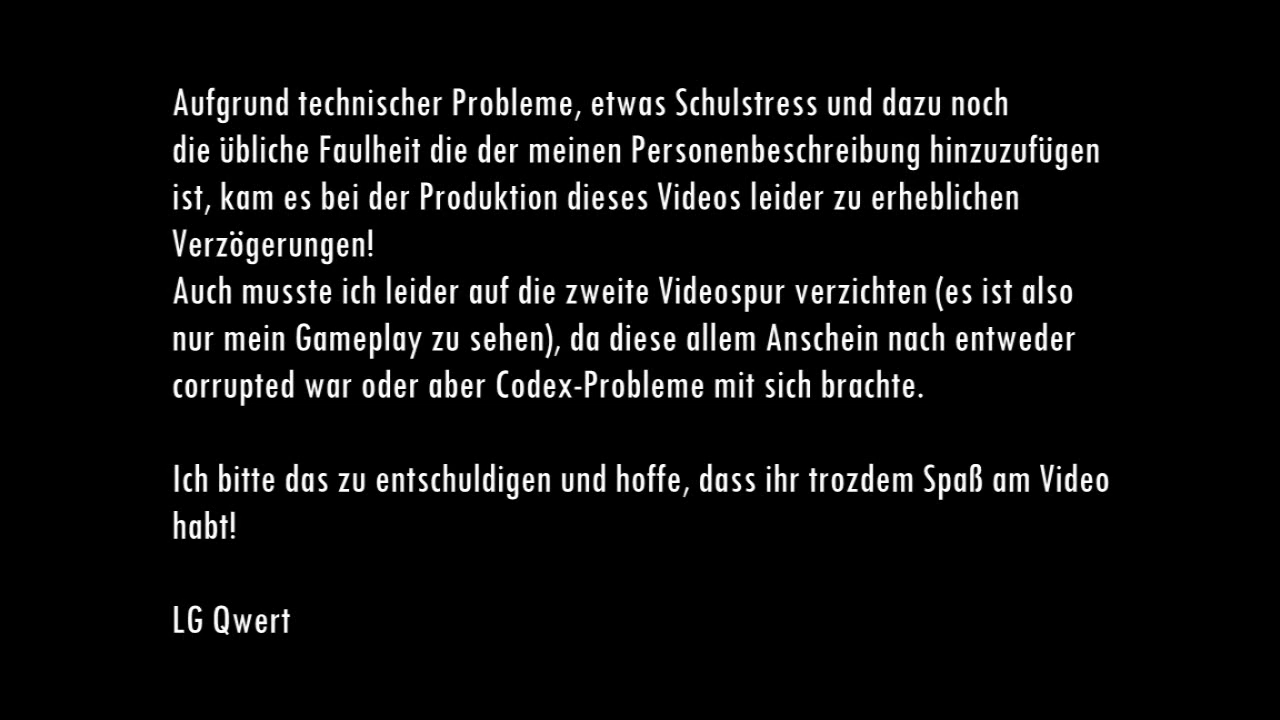 Aufgrund technischer Probleme, etwas Schulstress und dazu noch
die übliche Faulheit die der meinen Personenbeschreibung hinzuzufügen
ist, kam es bei der Produktion dieses Videos leider zu erheblichen
Verzögerungen!
Auch musste ich leider auf die zweite Videospur verzichten (es ist also
nur mein Gameplay zu sehen), da diese allem Anschein nach entweder
corrupted war oder aber Codex-Probleme mit sich brachte.
Ich bitte das zu entschuldigen und hoffe, dass ihr trozdem Spaß am Video
habt!
LG Qwert